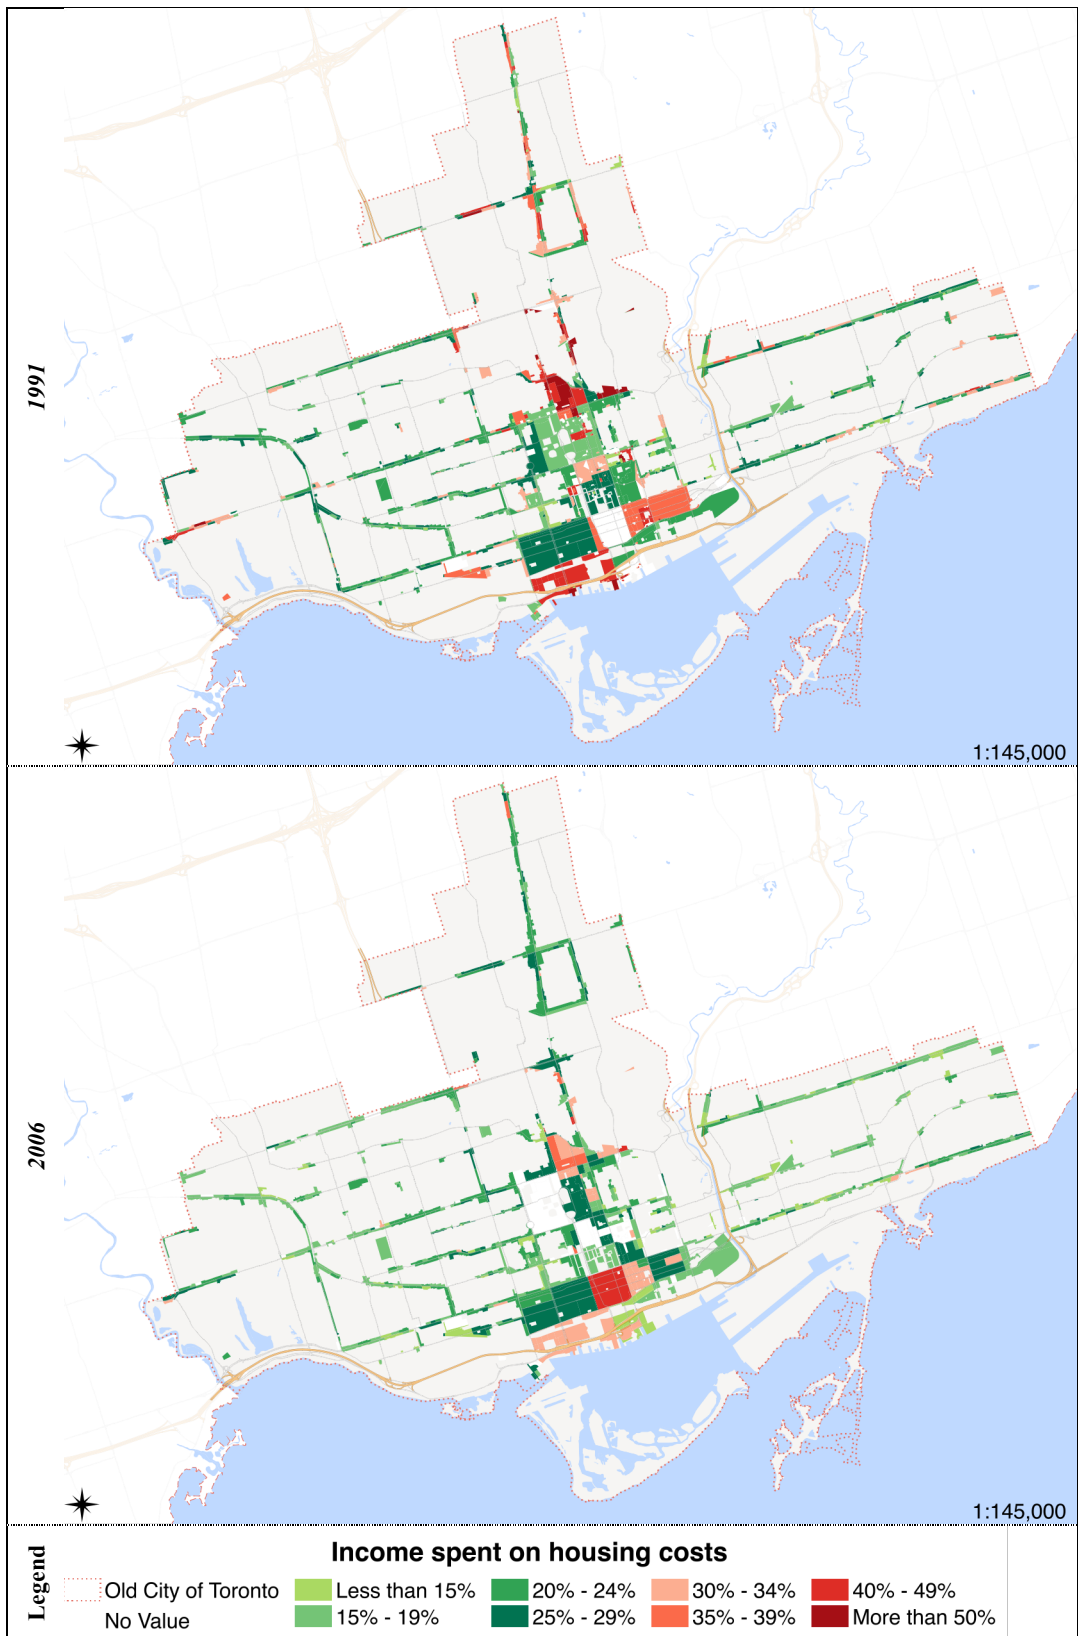 1991
1:145,000
2006
1:145,000
Legend
Income spent on housing costs
Old City of Toronto
Less than 15%
20% - 24%
30% - 34%
40% - 49%
No Value
15% - 19%
25% - 29%
35% - 39%
More than 50%